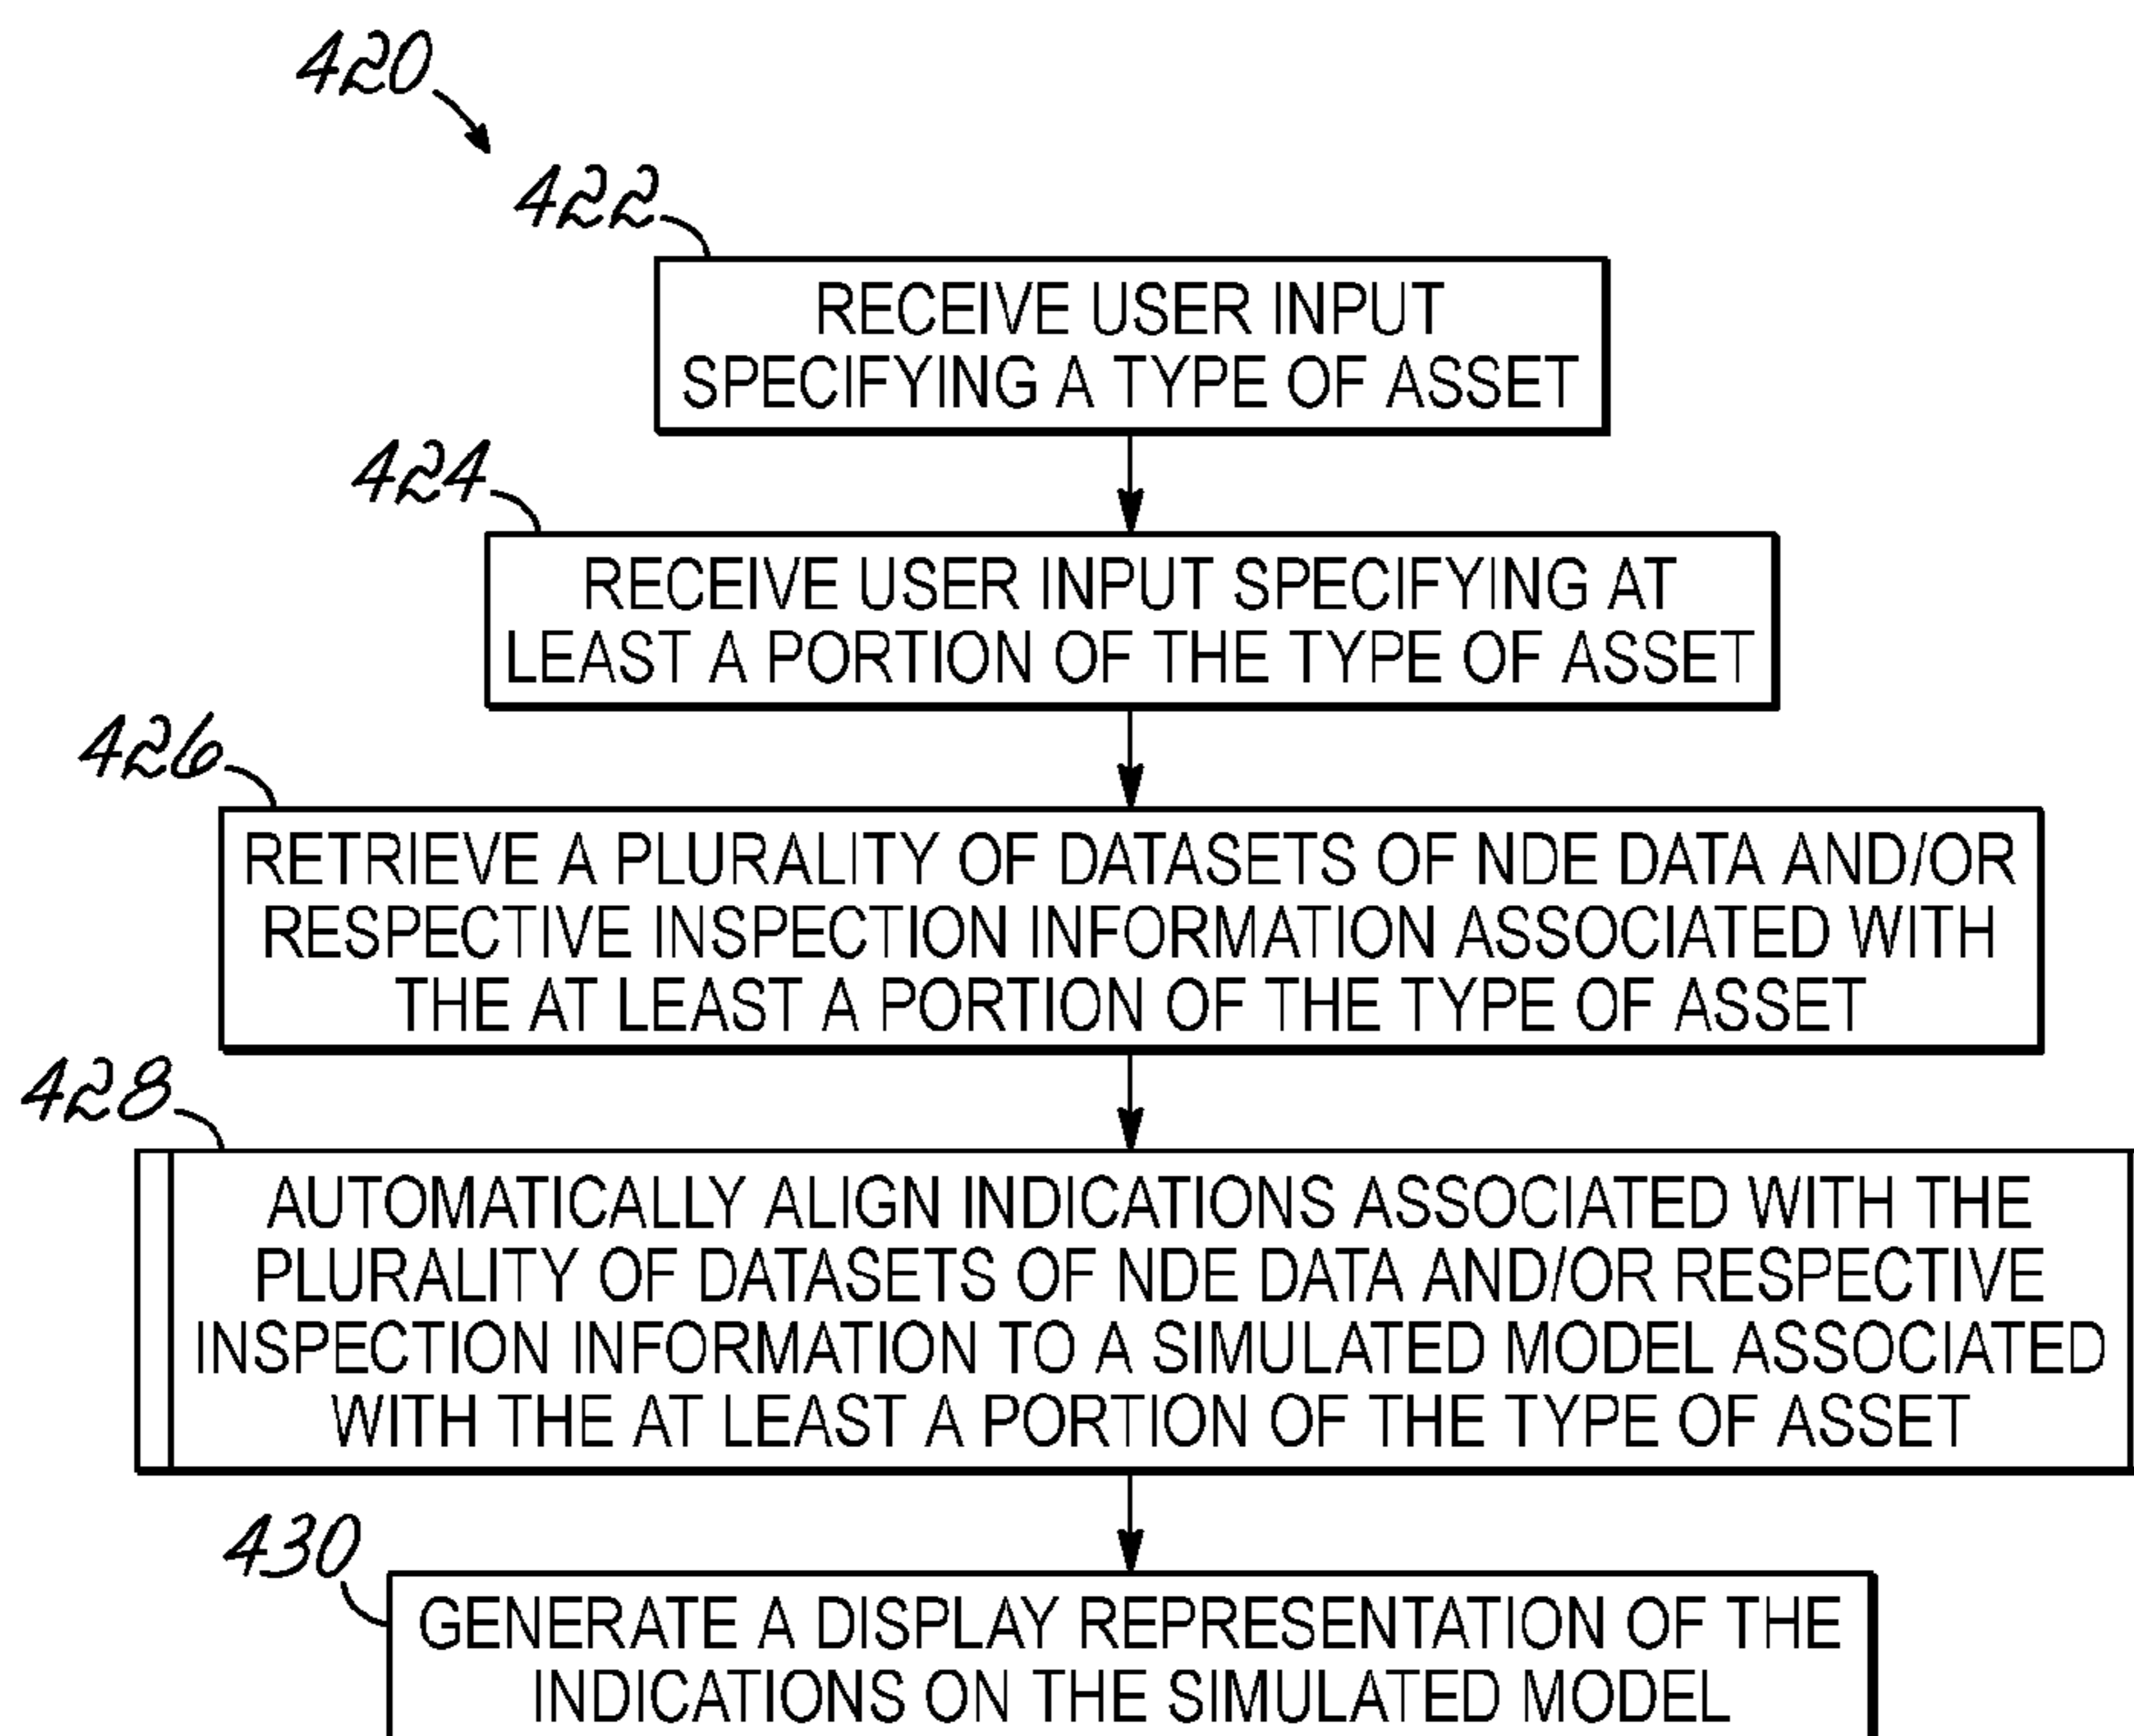 420
422
RECEIVE USER INPUT
SPECIFYING A TYPE OF ASSET
424
RECEIVE USER INPUT SPECIFYING AT
LEAST A PORTION OF THE TYPE OF ASSET
426
RETRIEVE A PLURALITY OF DATASETS OF NDE DATA AND/OR
RESPECTIVE INSPECTION INFORMATION ASSOCIATED WITH
THE AT LEAST A PORTION OF THE TYPE OF ASSET
428
AUTOMATICALLY ALIGN INDICATIONS ASSOCIATED WITH THE
PLURALITY OF DATASETS OF NDE DATA AND/OR RESPECTIVE
INSPECTION INFORMATION TO A SIMULATED MODEL ASSOCIATED
WITH THE AT LEAST A PORTION OF THE TYPE OF ASSET
430
GENERATE A DISPLAY REPRESENTATION OF THE
INDICATIONS ON THE SIMULATED MODEL